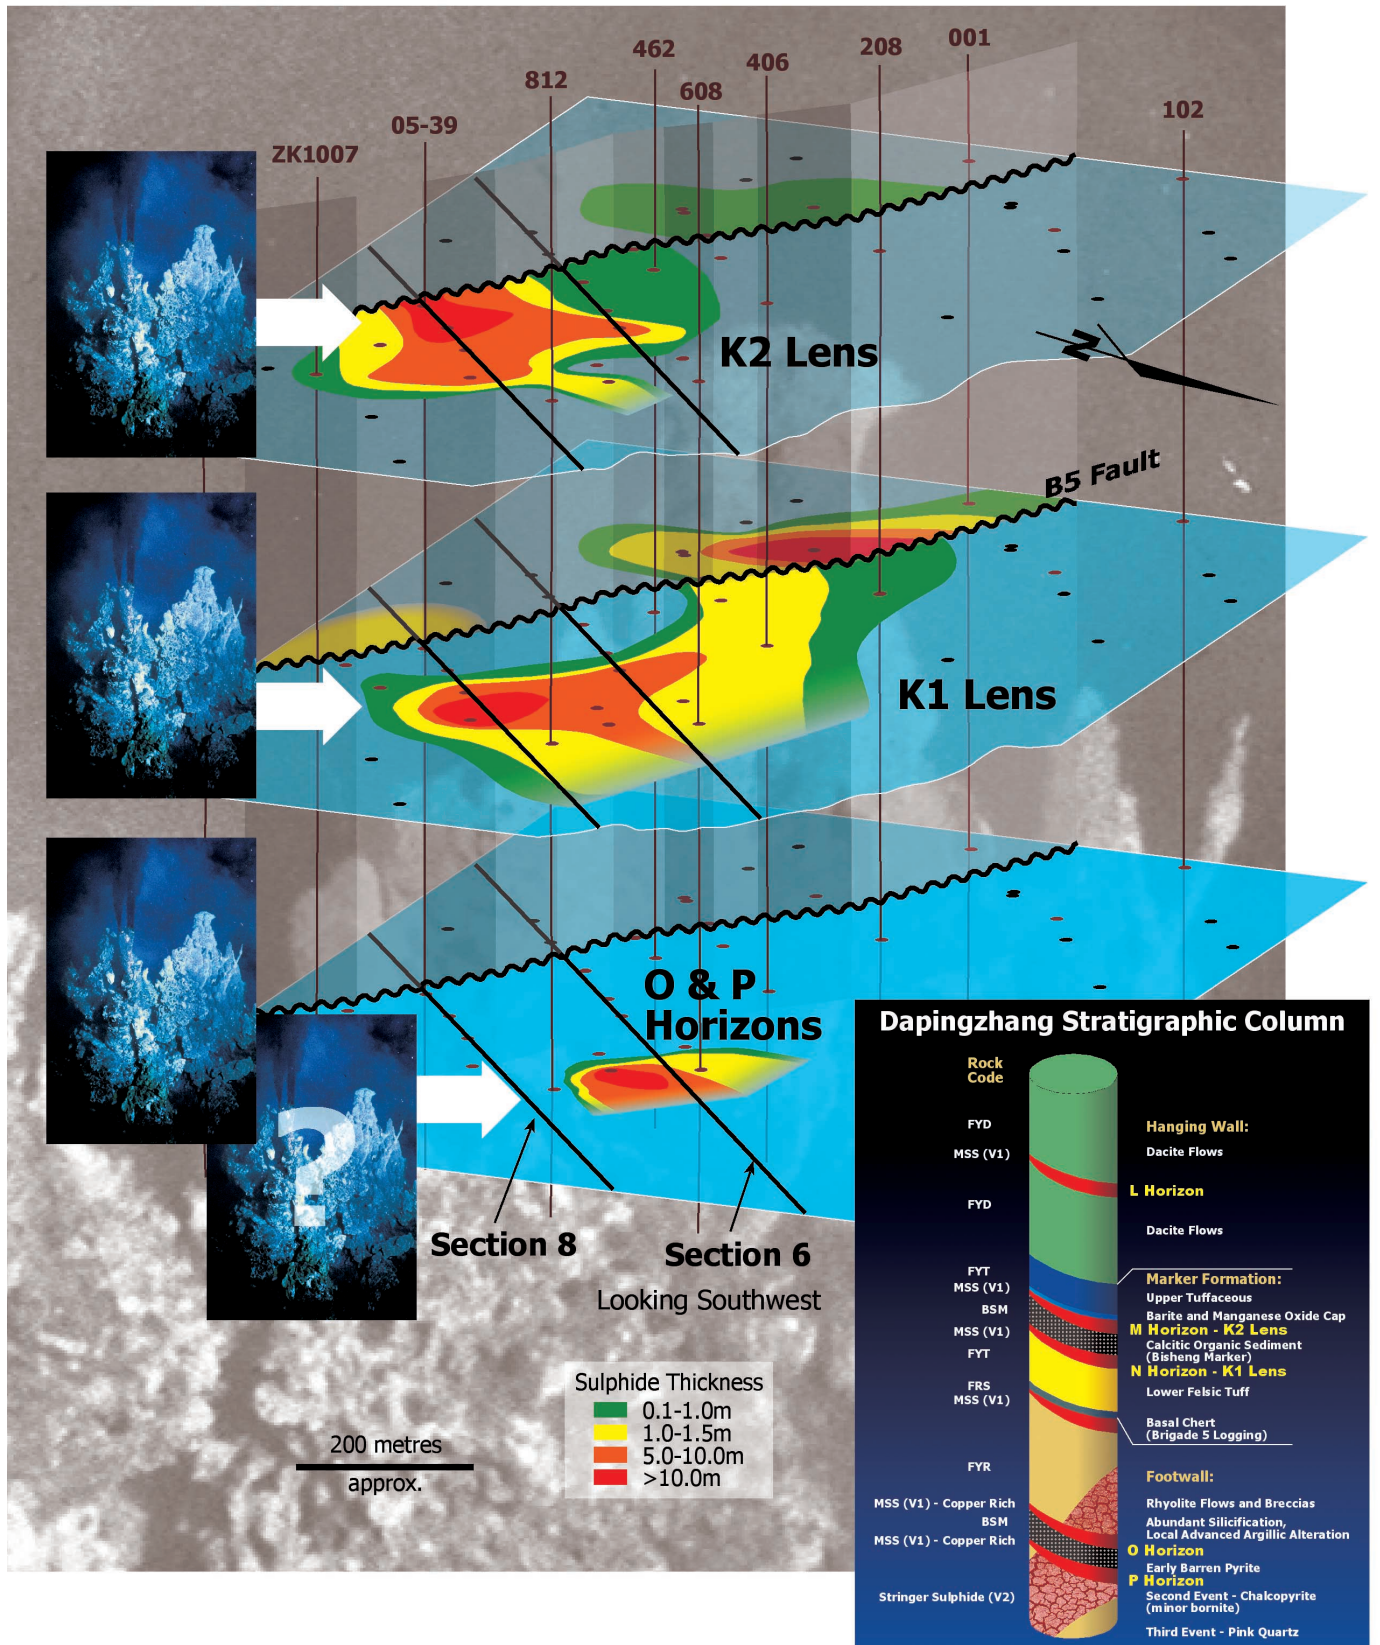 001
208
462
406
812
608
102
05-39
ZK1007
K2 Lens
N
B5 Fault
K1 Lens
O & P
Horizons
?
Section 8
Section 6
Looking Southwest
Sulphide Thickness
0.1-1.0m
1.0-1.5m
5.0-10.0m
>10.0m
200 metres
approx.
Dapingzhang Stratigraphic Column
Rock
Code
FYD
Hanging Wall:
MSS (V1)
Dacite Flows
L Horizon
FYD
Dacite Flows
FYT
Marker Formation:
MSS (V1)
Upper Tuffaceous
BSM
Barite and Manganese Oxide Cap
MSS (V1)
M Horizon - K2 Lens
Calcitic Organic Sediment
(Bisheng Marker)
FYT
N Horizon - K1 Lens
FRS
Lower Felsic Tuff
MSS (V1)
Basal Chert
(Brigade 5 Logging)
FYR
Footwall:
MSS (V1) - Copper Rich
Rhyolite Flows and Breccias
BSM
Abundant Silicification,
Local Advanced Argillic Alteration
MSS (V1) - Copper Rich
O Horizon
Early Barren Pyrite
P Horizon
Stringer Sulphide (V2)
Second Event - Chalcopyrite
(minor bornite)
Third Event - Pink Quartz